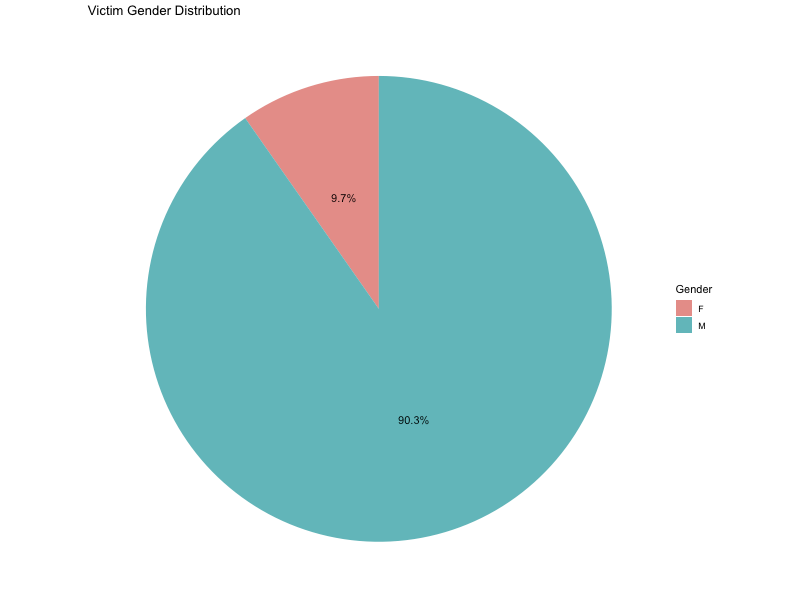 Victim Gender Distribution
9.7%
Gender
F
M
90.3%